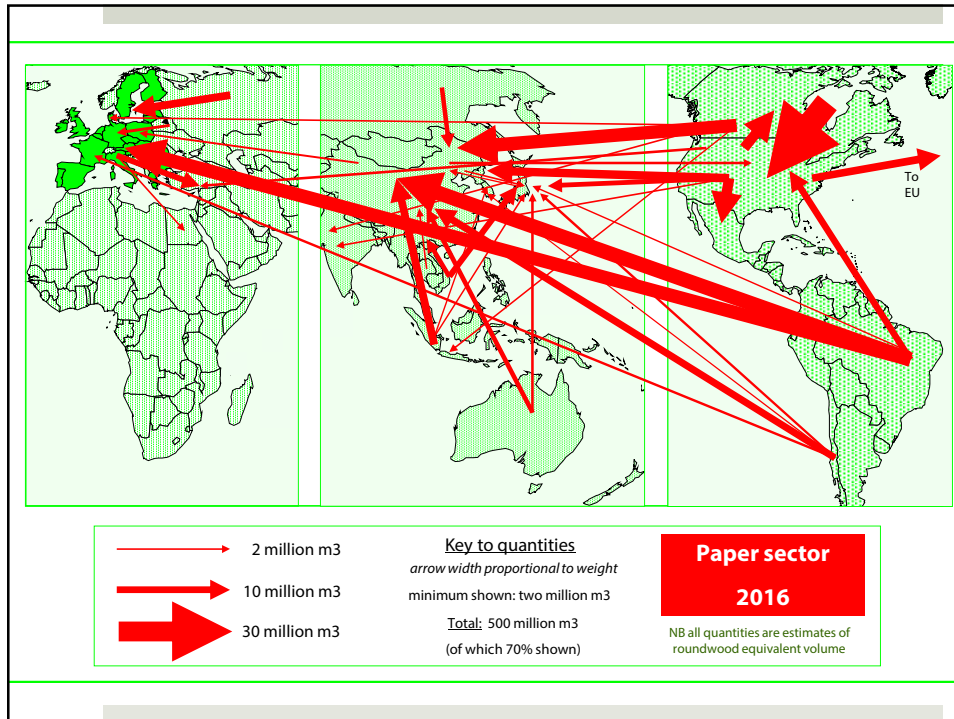 To
EU
2 million m3
10 million m3
30 million m3
Key to quantities
arrow width proportional to weight
minimum shown: two million m3
Total: 500 million m3
(of which 70% shown)
Paper sector
2016
NB all quantities are estimates of
roundwood equivalent volume